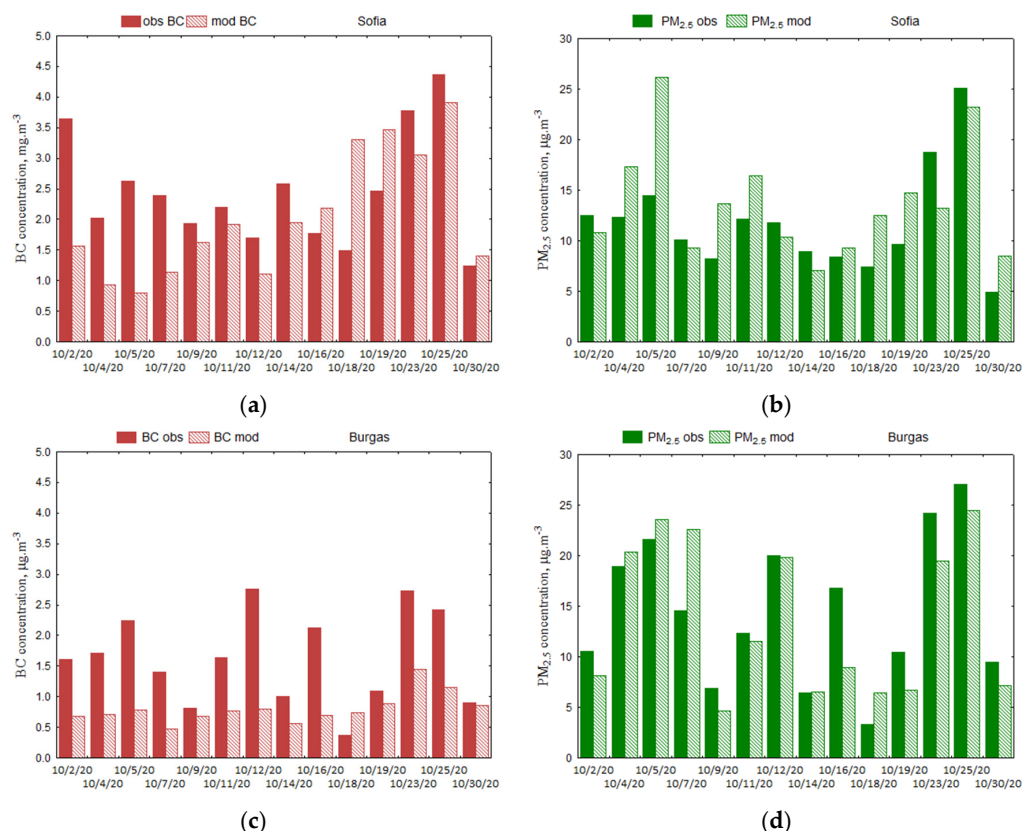 obs BC mod BC Sofia
BC concentration, mg.m-3
5.0
4.5
4.0
3.5
3.0
2.5
2.0
1.5
1.0
0.5
0.0
10/2/20 10/5/20 10/9/20 10/12/20 10/16/20 10/19/20 10/25/20
10/4/20 10/7/20 10/11/20 10/14/20 10/18/20 10/23/20 10/30/20
(a)
PM2.5 obs PM2.5 mod Sofia
PM2.5 concentration, µg.m-3
30
25
20
15
10
5
0
10/2/20 10/5/20 10/9/20 10/12/20 10/16/20 10/19/20 10/25/20
10/4/20 10/7/20 10/11/20 10/14/20 10/18/20 10/23/20 10/30/20
(b)
BC obs BC mod Burgas
BC concentration, µg.m-3
5.0
4.5
4.0
3.5
3.0
2.5
2.0
1.5
1.0
0.5
0.0
10/2/20 10/5/20 10/9/20 10/12/20 10/16/20 10/19/20 10/25/20
10/4/20 10/7/20 10/11/20 10/14/20 10/18/20 10/23/20 10/30/20
(c)
PM2.5 obs PM2.5 mod Burgas
PM2.5 concentration, µg.m-3
30
25
20
15
10
5
0
10/2/20 10/5/20 10/9/20 10/12/20 10/16/20 10/19/20 10/25/20
10/4/20 10/7/20 10/11/20 10/14/20 10/18/20 10/23/20 10/30/20
(d)